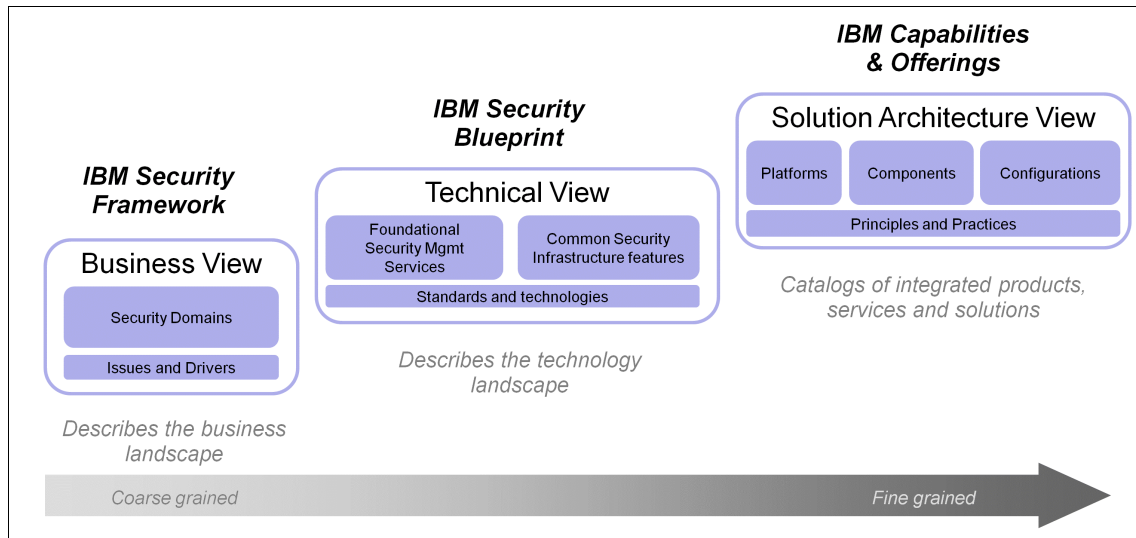 IBM Security
Framework
Business View
Security Domains
Issues and Drivers
Describes the business
landscape
IBM Security
Blueprint
Technical View
Foundational
Security Mgmt
Services
Common Security
Infrastructure features
Standards and technologies
Describes the technology
landscape
IBM Capabilities
& Offerings
Solution Architecture View
Platforms
Components
Configurations
Principles and Practices
Catalogs of integrated products,
services and solutions
Coarse grained
Fine grained